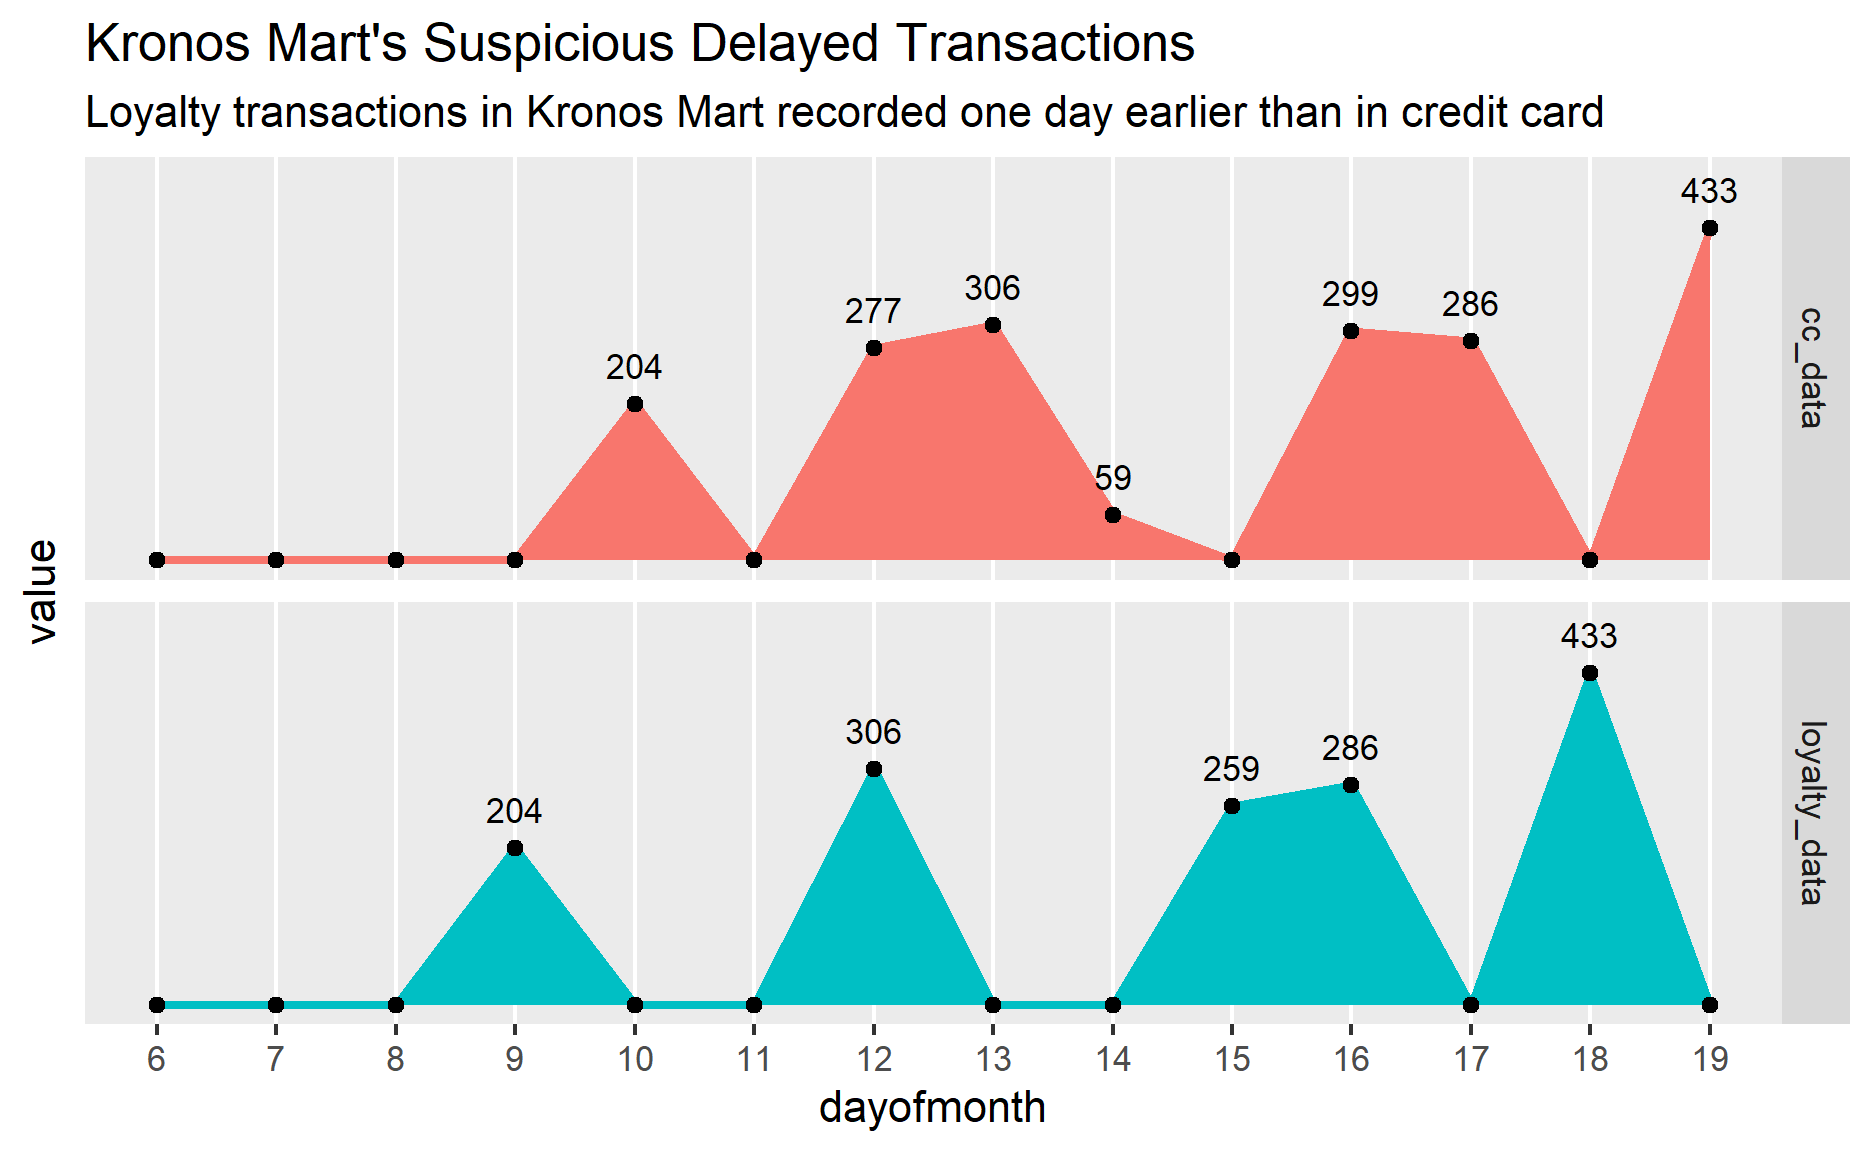 Kronos Mart's Suspicious Delayed Transactions
Loyalty transactions in Kronos Mart recorded one day earlier than in credit card
433
306
299
286
277
204
59
cc_data
value
433
306
286
259
204
loyalty_data
6 7 8 9 10 11 12 13 14 15 16 17 18 19
dayofmonth